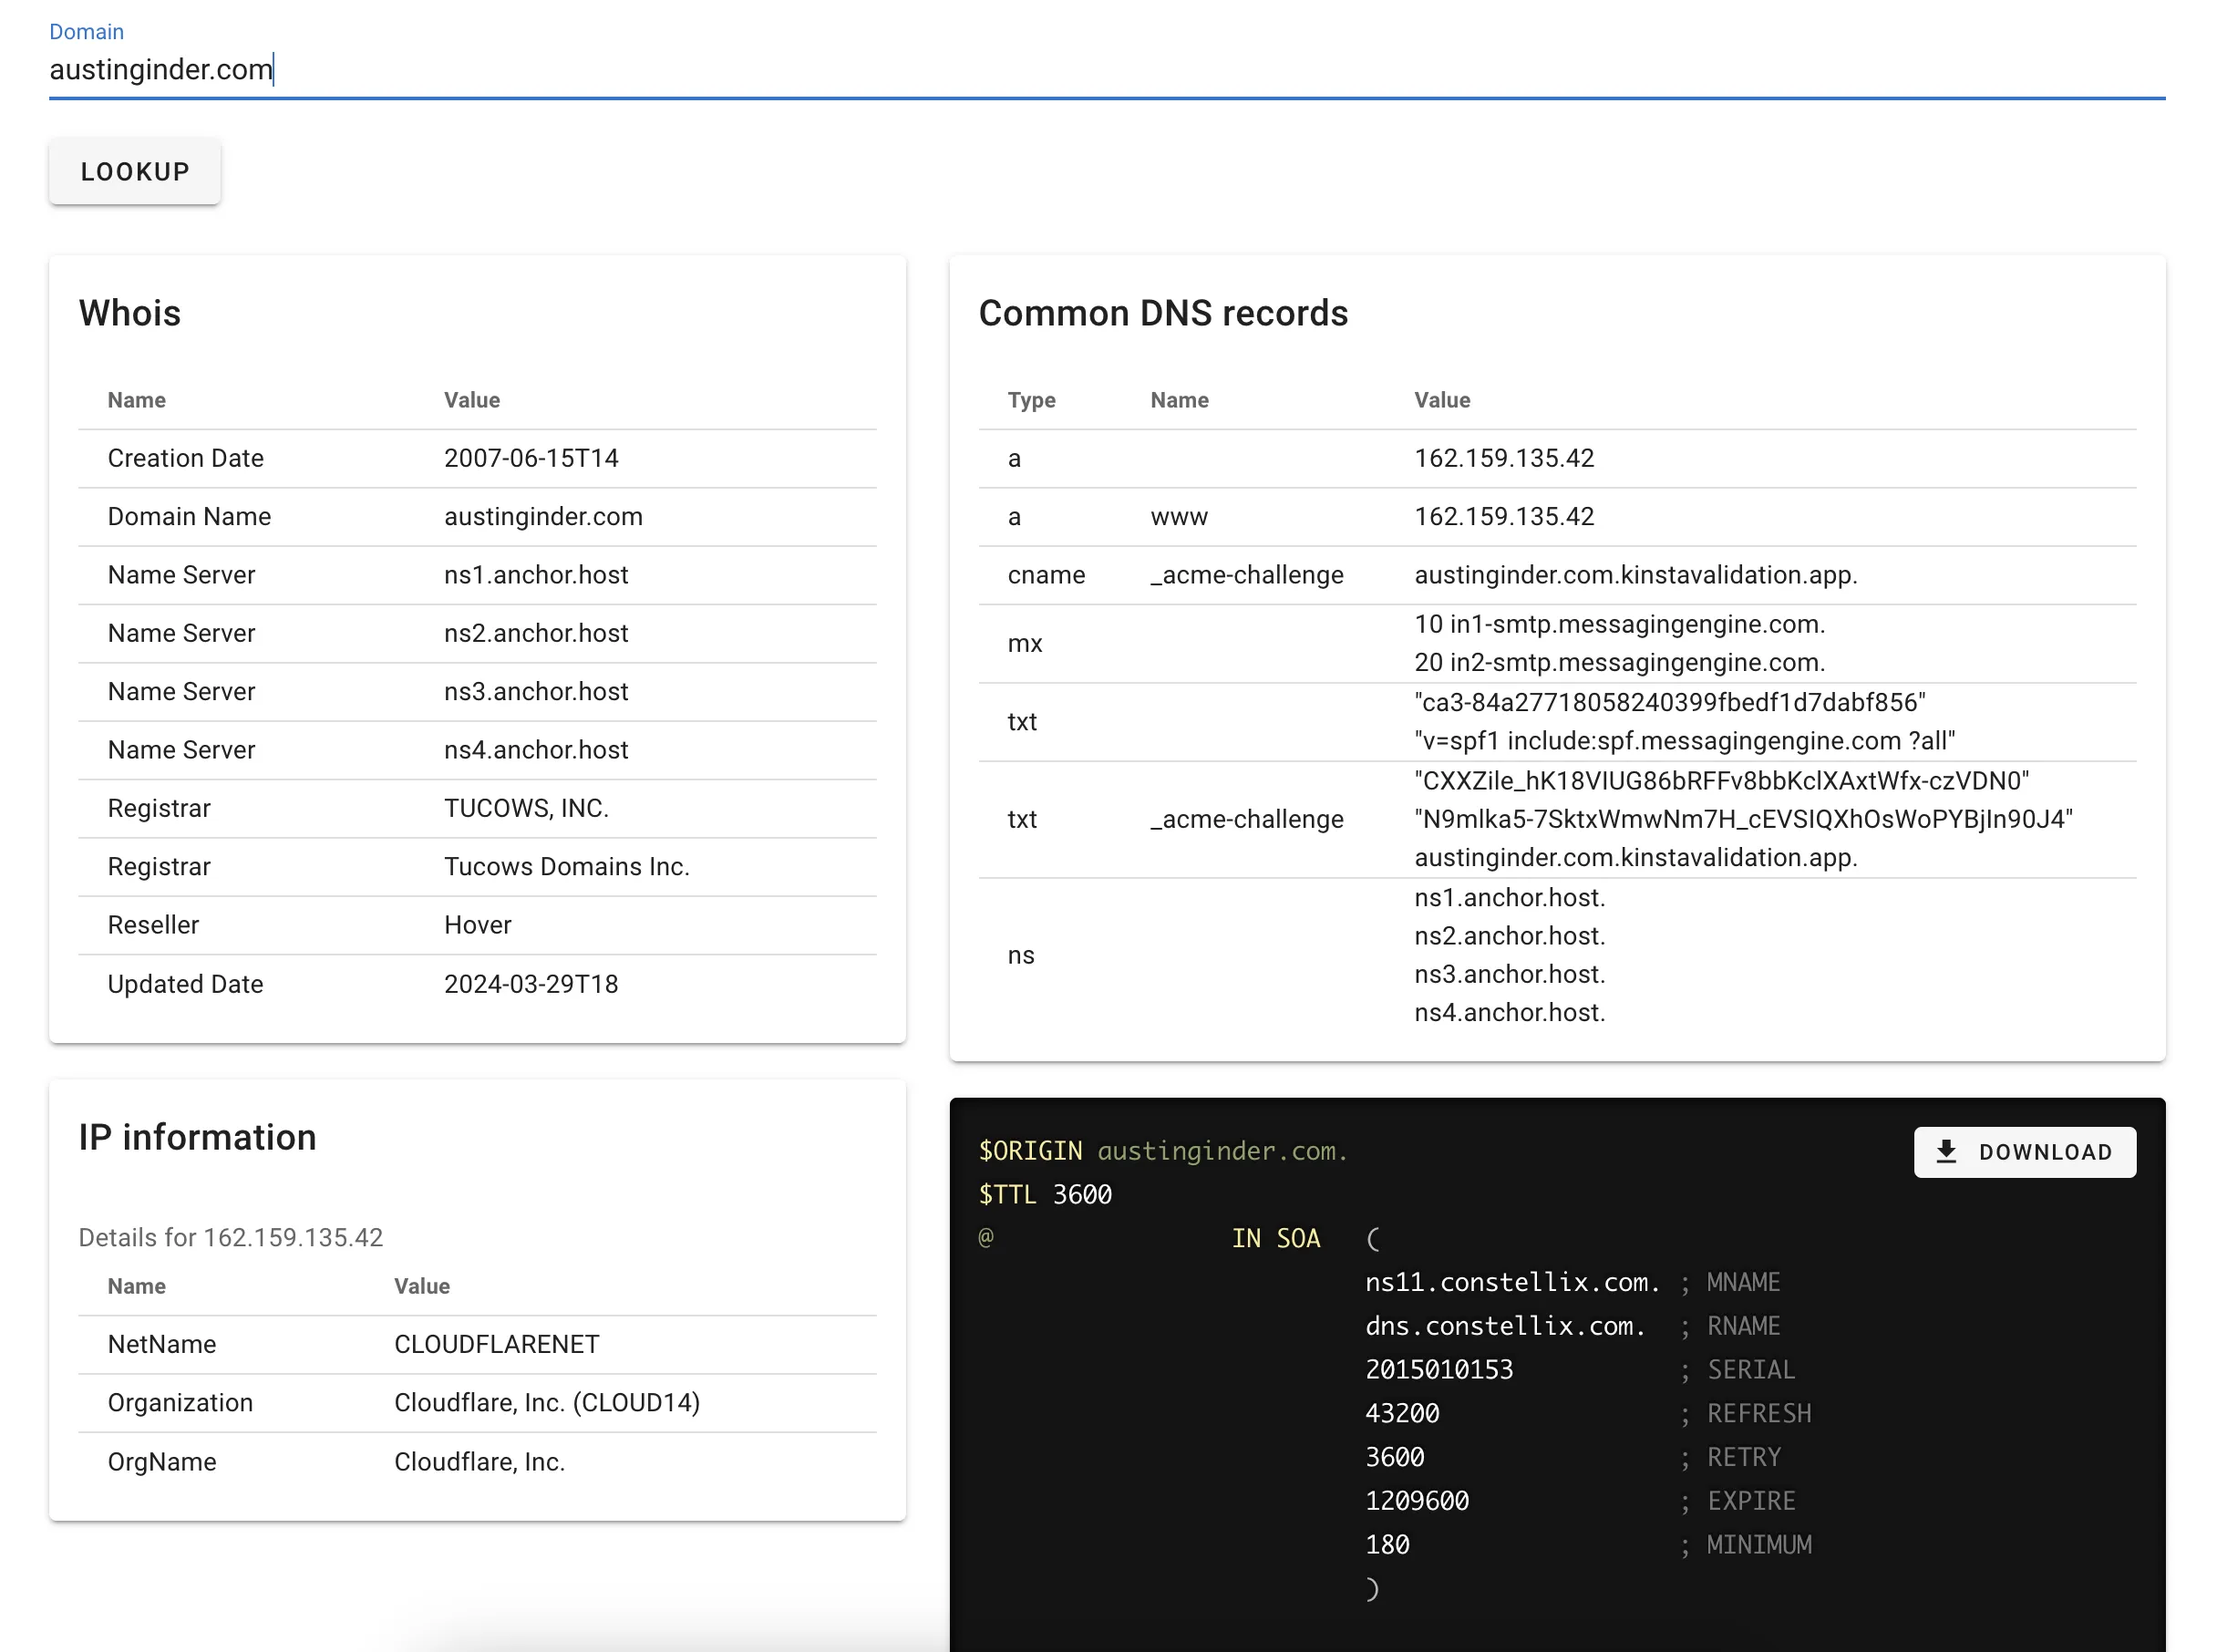 Domain
austinginder.com
LOOKUP
Whois
Name Value
Creation Date 2007-06-15T14
Domain Name austinginder.com
Name Server ns1.anchor.host
Name Server ns2.anchor.host
Name Server ns3.anchor.host
Name Server ns4.anchor.host
Registrar TUCOWS, INC.
Registrar Tucows Domains Inc.
Reseller Hover
Updated Date 2024-03-29T18
IP information
Details for 162.159.135.42
Name Value
NetName CLOUDFLARENET
Organization Cloudflare, Inc. (CLOUD14)
OrgName Cloudflare, Inc.
Common DNS records
Type Name Value
a 162.159.135.42
a www 162.159.135.42
cname _acme-challenge austinginder.com.kinstavalidation.app.
mx 10 in1-smtp.messagingengine.com.
20 in2-smtp.messagingengine.com.
txt "ca3-84a27718058240399fbedf1d7dabf856"
"v=spf1 include:spf.messagingengine.com ?all"
txt _acme-challenge "CXXZile_hK18VIUG86bRFFv8bbKclXAxtWfx-czVDN0"
"N9mlka5-7SktxWmwNm7H_cEVSIQXhOsWoPYBjIn90J4"
austinginder.com.kinstavalidation.app.
ns ns1.anchor.host.
ns2.anchor.host.
ns3.anchor.host.
ns4.anchor.host.
DOWNLOAD
$ORIGIN austinginder.com.
$TTL 3600
@ IN SOA (
ns11.constellix.com. ; MNAME
dns.constellix.com. ; RNAME
2015010153 ; SERIAL
43200 ; REFRESH
3600 ; RETRY
1209600 ; EXPIRE
180 ; MINIMUM
)